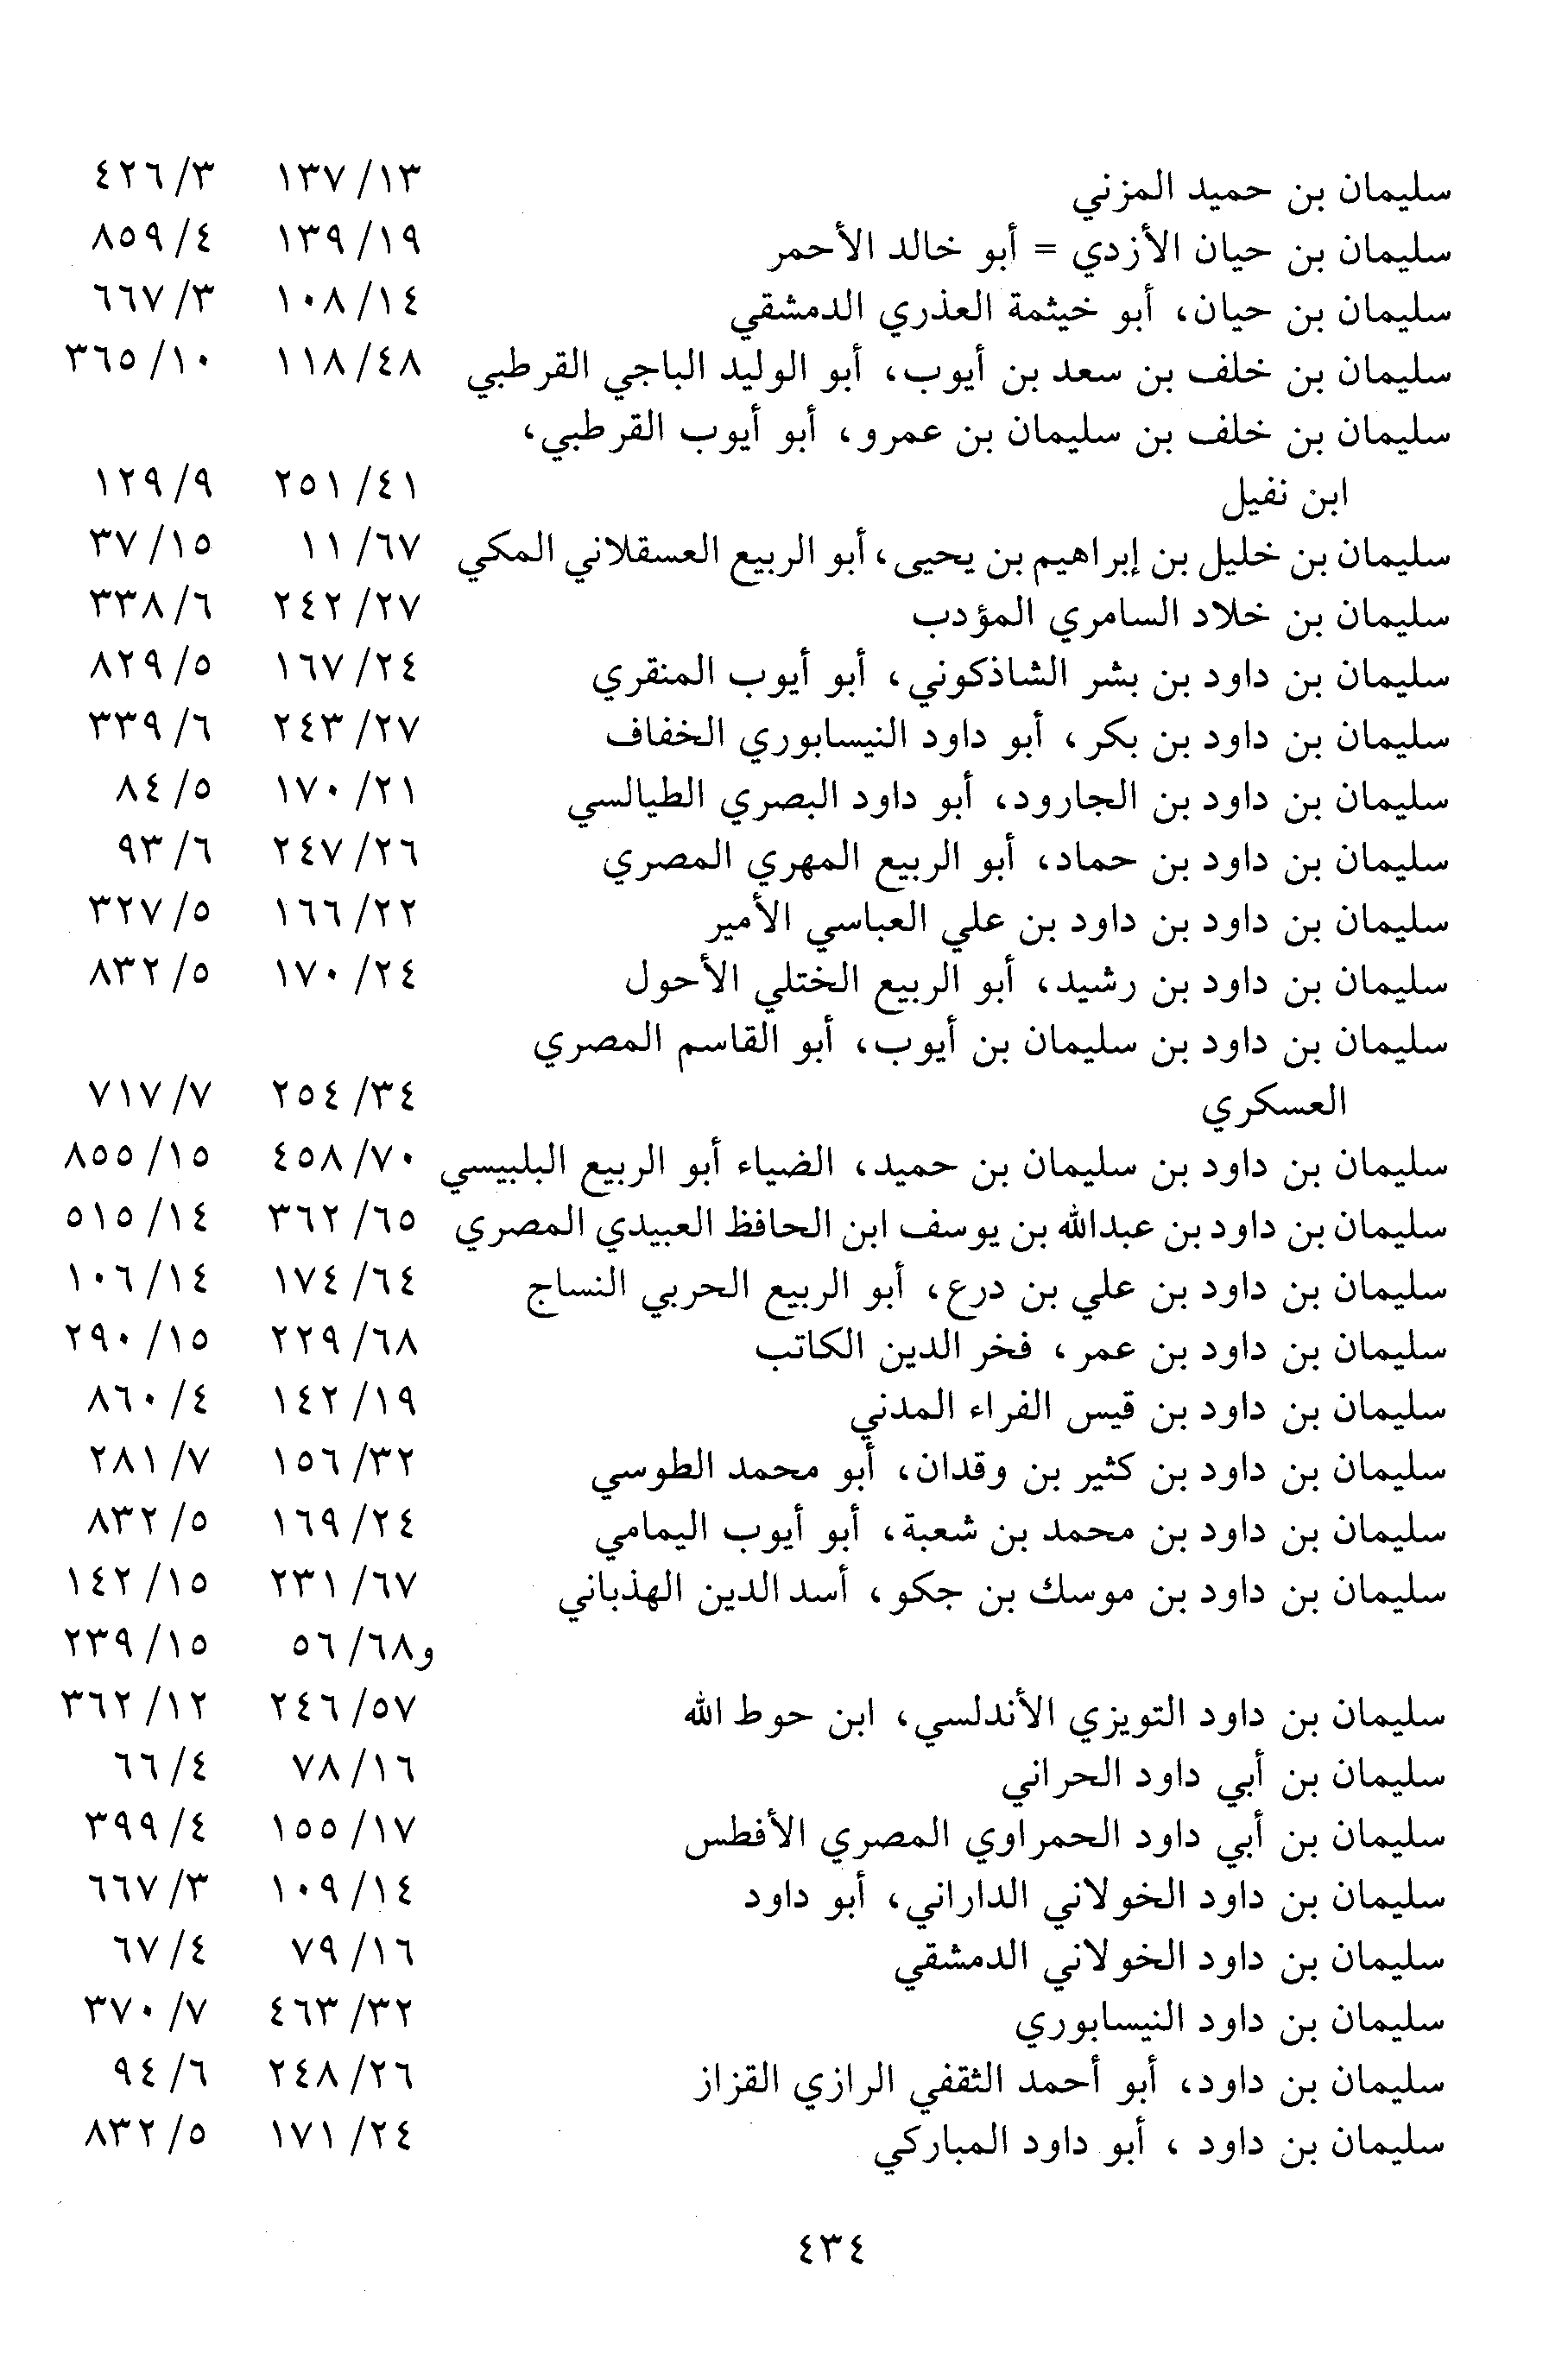 سليمان بن حميد المزني ١٣/ ١٣٧ ٣/ ٤٢٦
سليمان بن حيان الأزدي = أبو خالد الأحمر ١٩/ ١٣٩ ٤/ ٨٥٩
سليمان بن حيان، أبو خيثمة العذري الدمشقي ١٤/ ١٠٨ ٣/ ٦٦٧
سليمان بن خلف بن سعد بن أيوب، أبو الوليد الباجي القرطبي ٤٨/ ١١٨ ١٠/ ٣٦٥
سليمان بن خلف بن سليمان بن عمرو، أبو أيوب القرطبي،
ابن نفيل ٤١/ ٢٥١ ٩/ ١٢٩
سليمان بن خليل بن إبراهيم بن يحيى، أبو الربيع العسقلاني المكي ٦٧/ ١١ ١٥/ ٣٧
سليمان بن خلاد السامري المؤدب ٢٧/ ٢٤٢ ٦/ ٣٣٨
سليمان بن داود بن بشر الشاذكوني، أبو أيوب المنقري ٢٤/ ١٦٧ ٥/ ٨٢٩
سليمان بن داود بن بكر، أبو داود النيسابوري الخفاف ٢٧/ ٢٤٣ ٦/ ٣٣٩
سليمان بن داود بن الجارود، أبو داود البصري الطيالسي ٢١/ ١٧٠ ٥/ ٨٤
سليمان بن داود بن حماد، أبو الربيع المهري المصري ٢٦/ ٢٤٧ ٦/ ٩٣
سليمان بن داود بن داود بن علي العباسي الأمير ٢٢/ ١٦٦ ٥/ ٣٢٧
سليمان بن داود بن رشيد، أبو الربيع الختلي الأحول ٢٤/ ١٧٠ ٥/ ٨٣٢
سليمان بن داود بن سليمان بن أيوب، أبو القاسم المصري
العسكري ٣٤/ ٢٥٤ ٧/ ٧١٧
سليمان بن داود بن سليمان بن حميد، الضياء أبو الربيع البلبيسي ٧٠/ ٤٥٨ ١٥/ ٨٥٥
سليمان بن داود بن عبدالله بن يوسف ابن الحافظ العبيدي المصري ٦٥/ ٣٦٢ ١٤/ ٥١٥
سليمان بن داود بن علي بن درع، أبو الربيع الحربي النساج ٦٤/ ١٧٤ ١٤/ ١٠٦
سليمان بن داود بن عمر، فخر الدين الكاتب ٦٨/ ٢٢٩ ١٥/ ٢٩٠
سليمان بن داود بن قيس الفراء المدني ١٩/ ١٤٢ ٤/ ٨٦٠
سليمان بن داود بن كثير بن وقدان، أبو محمد الطوسي ٣٢/ ١٥٦ ٧/ ٢٨١
سليمان بن داود بن محمد بن شعبة، أبو أيوب اليمامي ٢٤/ ١٦٩ ٥/ ٨٣٢
سليمان بن داود بن موسك بن جكو، أسد الدين الهذباني ٦٧/ ٢٣١ ١٥/ ١٤٢
و٦٨/ ٥٦ ١٥/ ٢٣٩
سليمان بن داود التويزي الأندلسي، ابن حوط الله ٥٧/ ٢٤٦ ١٢/ ٣٦٢
سليمان بن أبي داود الحراني ١٦/ ٧٨ ٤/ ٦٦
سليمان بن أبي داود الحمراوي المصري الأفطس ١٧/ ١٥٥ ٤/ ٣٩٩
سليمان بن داود الخولاني الداراني، أبو داود ١٤/ ١٠٩ ٣/ ٦٦٧
سليمان بن داود الخولاني الدمشقي ١٦/ ٧٩ ٤/ ٦٧
سليمان بن داود النيسابوري ٣٢/ ٤٦٣ ٧/ ٣٧٠
سليمان بن داود، أبو أحمد الثقفي الرازي القزاز ٢٦/ ٢٤٨ ٦/ ٩٤
سليمان بن داود ، أبو داود المباركي ٢٤/ ١٧١ ٥/ ٨٣٢
٤٣٤